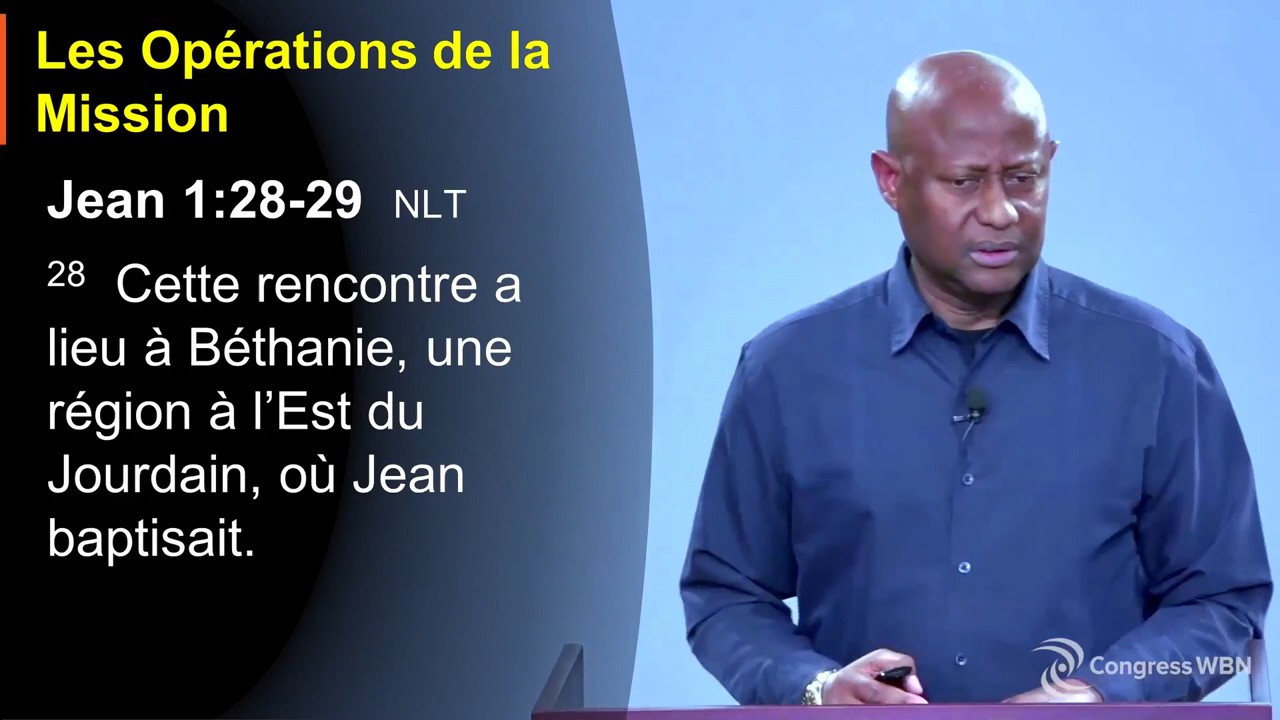 Les Opérations de la
Mission
Jean 1:28-29 NLT
28 Cette rencontre a
lieu à Béthanie, une
région à l’Est du
Jourdain, où Jean
baptisait.
Congress WBN